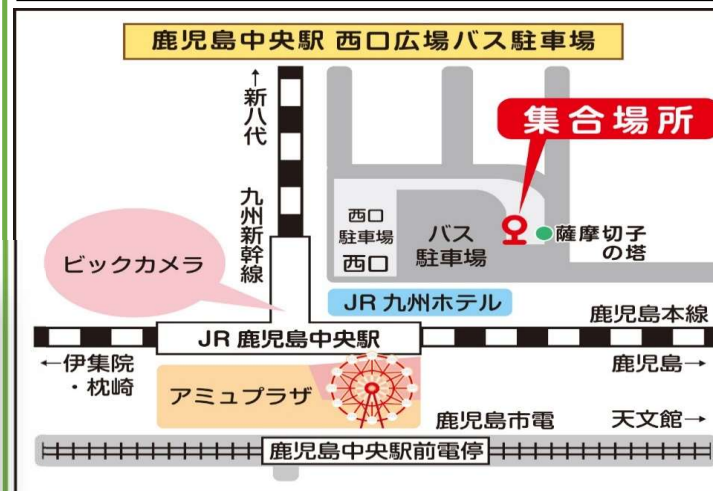 鹿児島中央駅 西口広場バス駐車場
←新八代
九州新幹線
集合場所
西口
駐車場
西口
バス
駐車場
薩摩切子
の塔
ビックカメラ
JR 九州ホテル
鹿児島本線
JR 鹿児島中央駅
←伊集院
・枕崎
鹿児島→
アミュプラザ
鹿児島市電
天文館→
鹿児島中央駅前電停